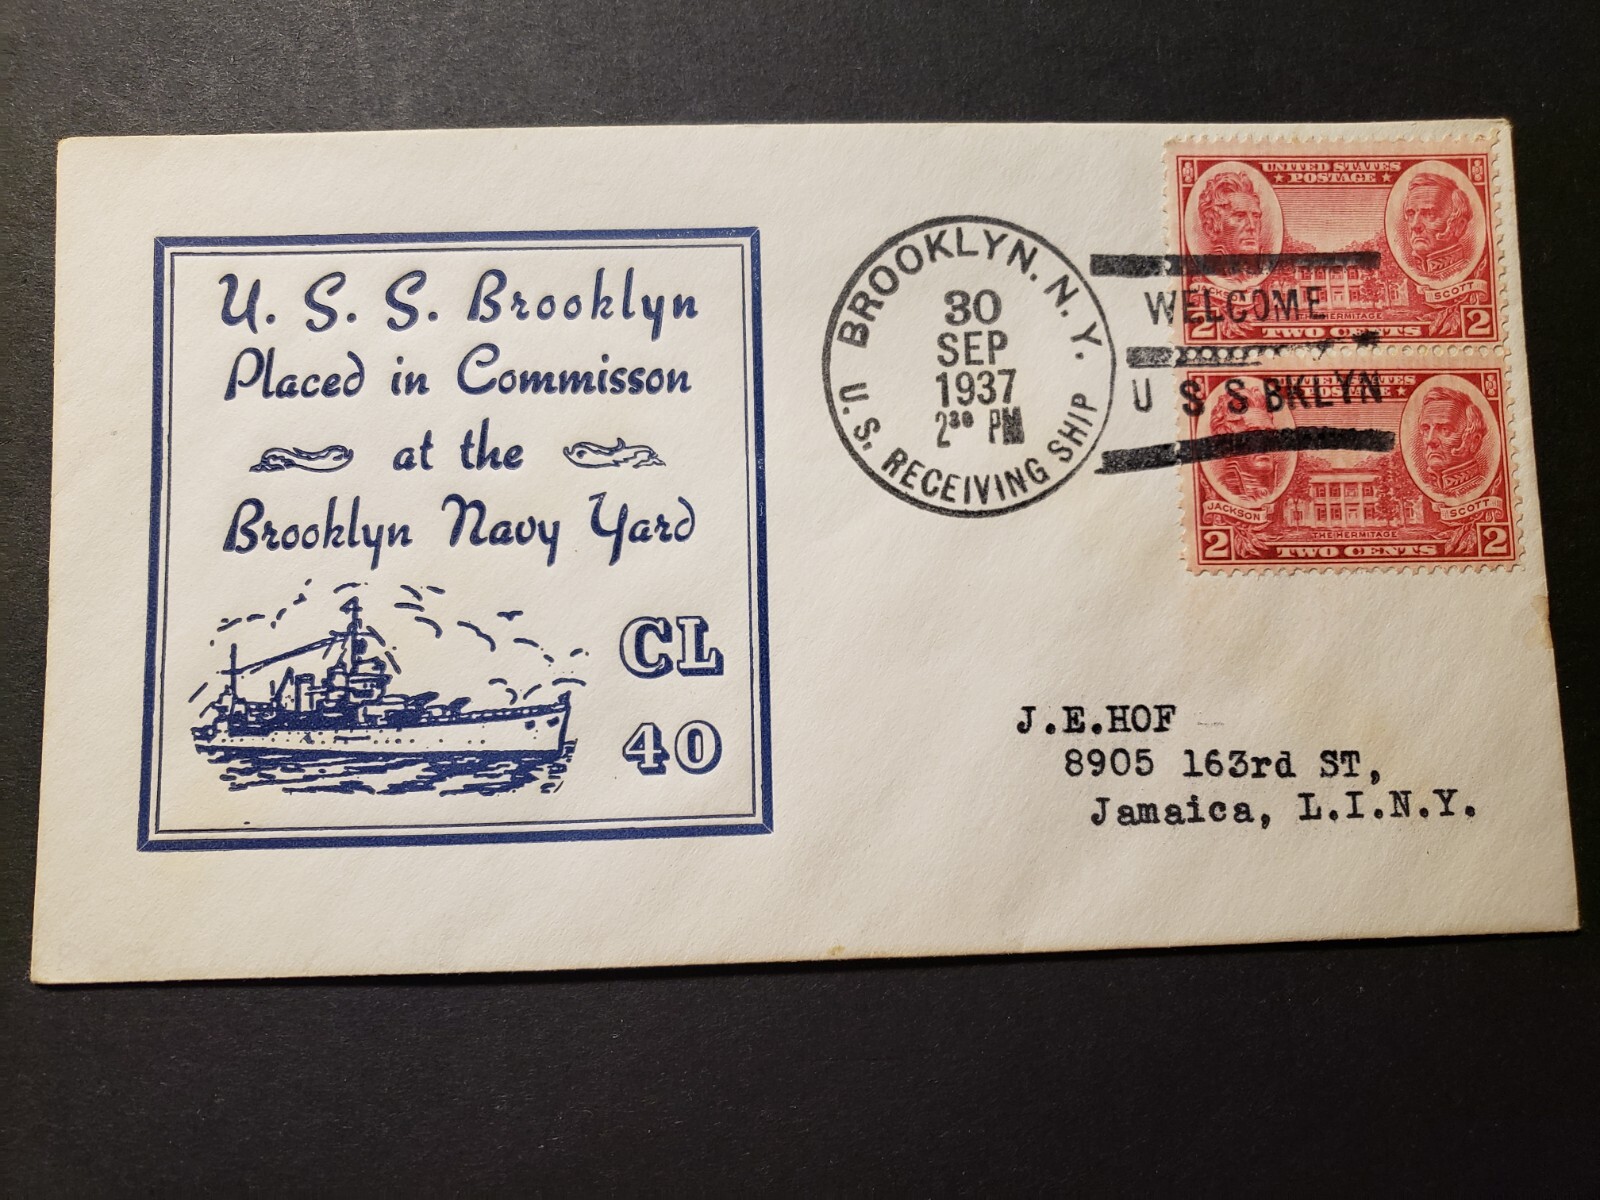 U. S. S. Brooklyn
Placed in Commisson
at the
Brooklyn Navy Yard
CL
40
BROOKLYN. N.Y.
30
SEP
1937
2³⁰ PM
U.S. RECEIVING SHIP
WELCOME
U S S BKLYN
UNITED STATES
POSTAGE
SCOTT
THE HERMITAGE
2 TWO CENTS 2
JACKSON
SCOTT
THE HERMITAGE
2 TWO CENTS 2
J.E.HOF
8905 163rd ST,
Jamaica, L.I.N.Y.